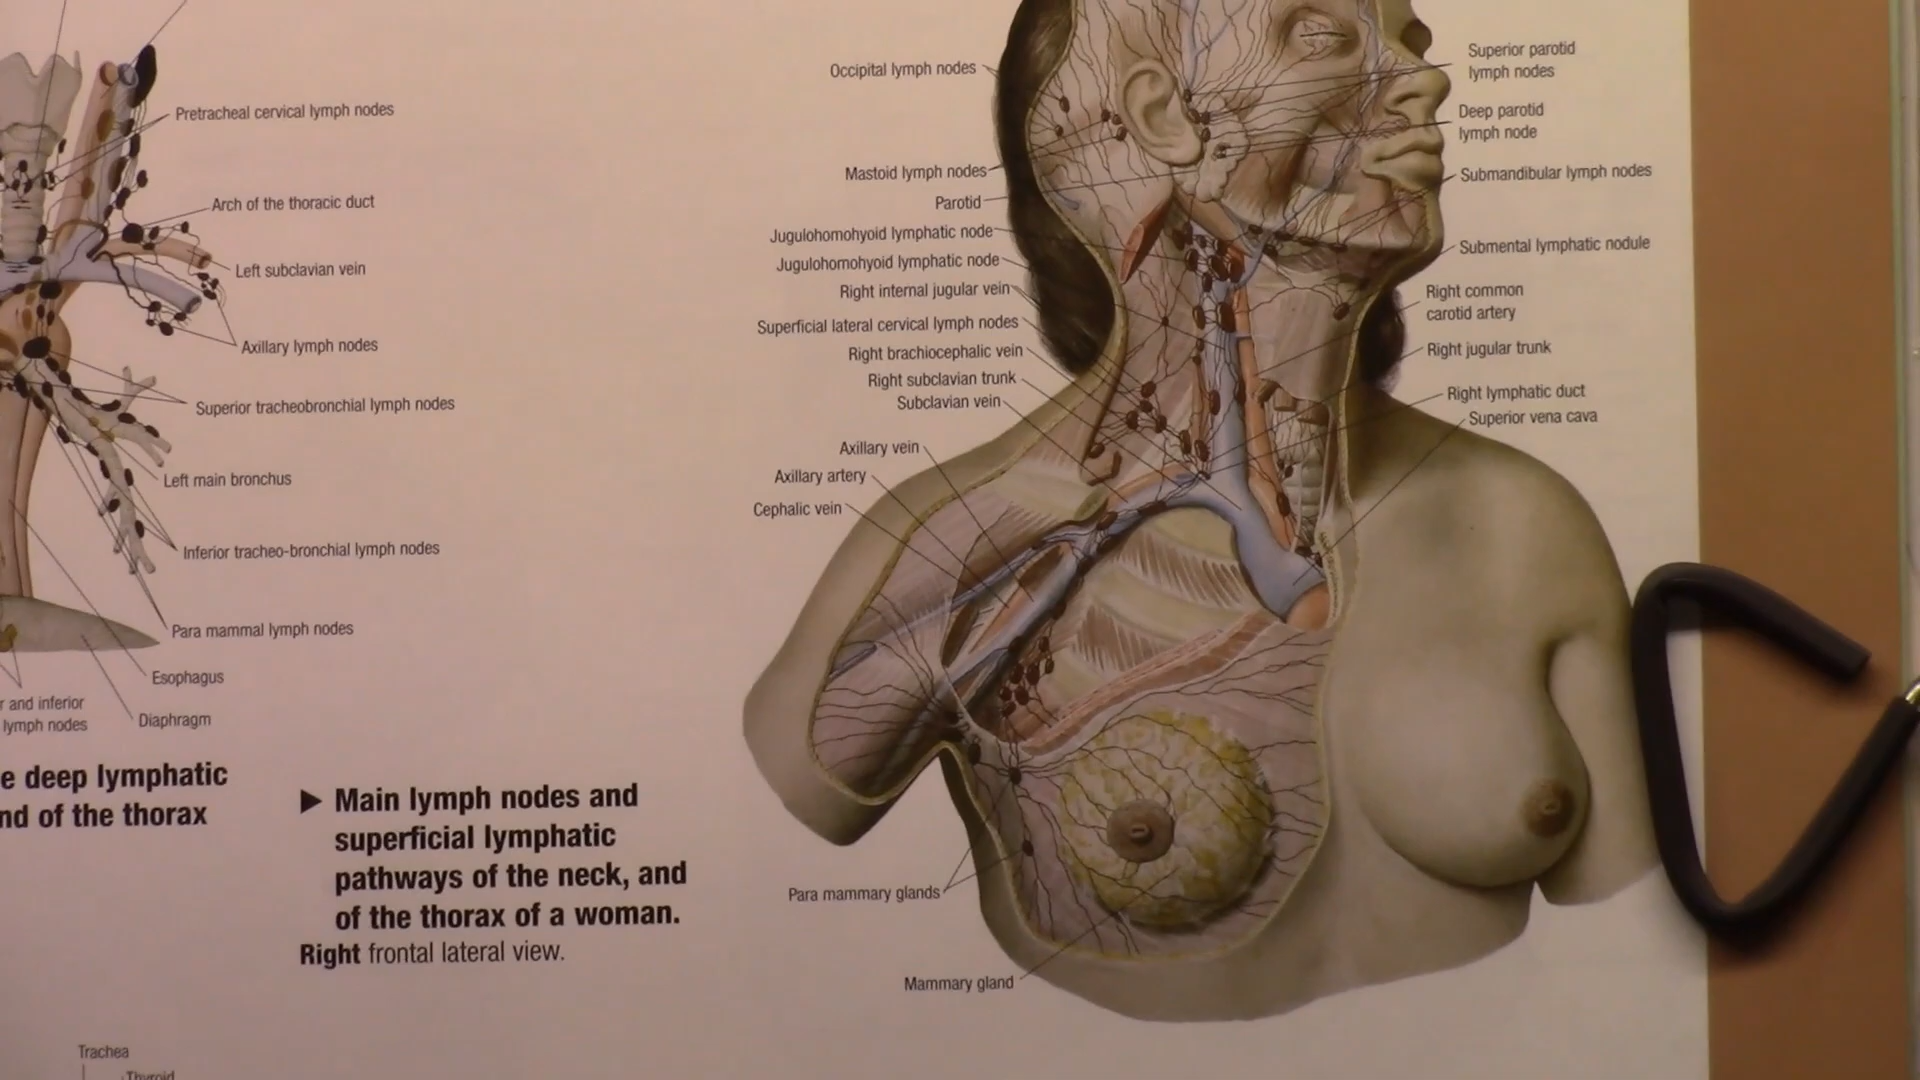 Pretracheal cervical lymph nodes
Arch of the thoracic duct
Left subclavian vein
Axillary lymph nodes
Superior tracheobronchial lymph nodes
Left main bronchus
Inferior tracheo-bronchial lymph nodes
Para mammal lymph nodes
Esophagus
Diaphragm
r and inferior
lymph nodes
e deep lymphatic
nd of the thorax
▶ Main lymph nodes and
superficial lymphatic
pathways of the neck, and
of the thorax of a woman.
Right frontal lateral view.
Trachea
Thyroid
Occipital lymph nodes
Mastoid lymph nodes
Parotid
Jugulohomohyoid lymphatic node
Jugulohomohyoid lymphatic node
Right internal jugular vein
Superficial lateral cervical lymph nodes
Right brachiocephalic vein
Right subclavian trunk
Subclavian vein
Axillary vein
Axillary artery
Cephalic vein
Para mammary glands
Mammary gland
Superior parotid
lymph nodes
Deep parotid
lymph node
Submandibular lymph nodes
Submental lymphatic nodule
Right common
carotid artery
Right jugular trunk
Right lymphatic duct
Superior vena cava